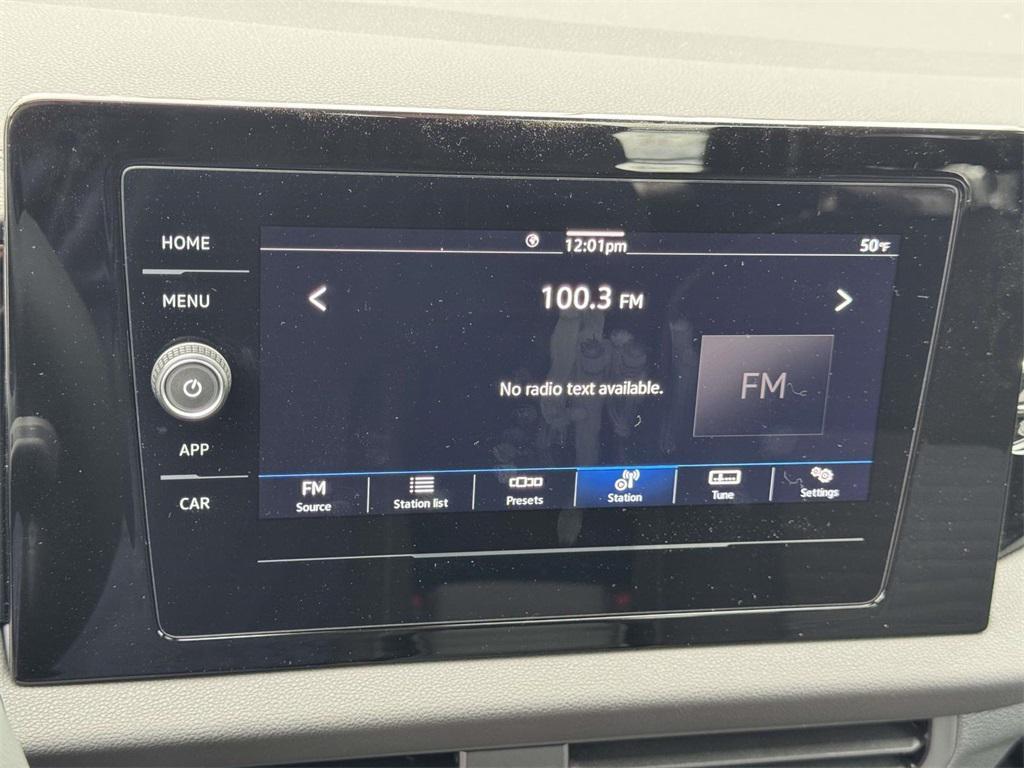 HOME
MENU
APP
CAR
12:01pm
50°F
< 100.3 FM >
No radio text available.
FM
FM
Source
Station list
Presets
Station
Tune
Settings